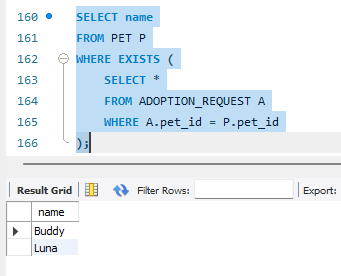 160 SELECT name
161 FROM PET P
162 WHERE EXISTS (
163 SELECT *
164 FROM ADOPTION_REQUEST A
165 WHERE A.pet_id = P.pet_id
166 );
Result Grid Filter Rows: Export:
name
Buddy
Luna